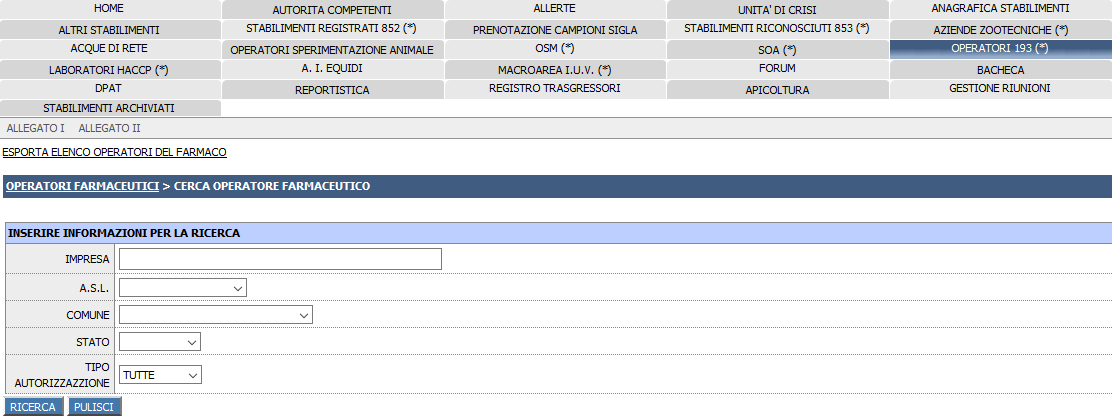 HOME AUTORITA COMPETENTI ALLERTE UNITA' DI CRISI ANAGRAFICA STABILIMENTI
ALTRI STABILIMENTI STABILIMENTI REGISTRATI 852 (*) PRENOTAZIONE CAMPIONI SIGLA STABILIMENTI RICONOSCIUTI 853 (*) AZIENDE ZOOTECNICHE (*)
ACQUE DI RETE OPERATORI SPERIMENTAZIONE ANIMALE OSM (*) SOA (*) OPERATORI 193 (*)
LABORATORI HACCP (*) A. I. EQUIDI MACROAREA I.U.V. (*) FORUM BACHECA
DPAT REPORTISTICA REGISTRO TRASGRESSORI APICOLTURA GESTIONE RIUNIONI
STABILIMENTI ARCHIVIATI
ALLEGATO I ALLEGATO II
ESPORTA ELENCO OPERATORI DEL FARMACO
OPERATORI FARMACEUTICI > CERCA OPERATORE FARMACEUTICO
INSERIRE INFORMAZIONI PER LA RICERCA
IMPRESA
A.S.L.
COMUNE
STATO
TIPO
AUTORIZZAZZIONE TUTTE
RICERCA PULISCI